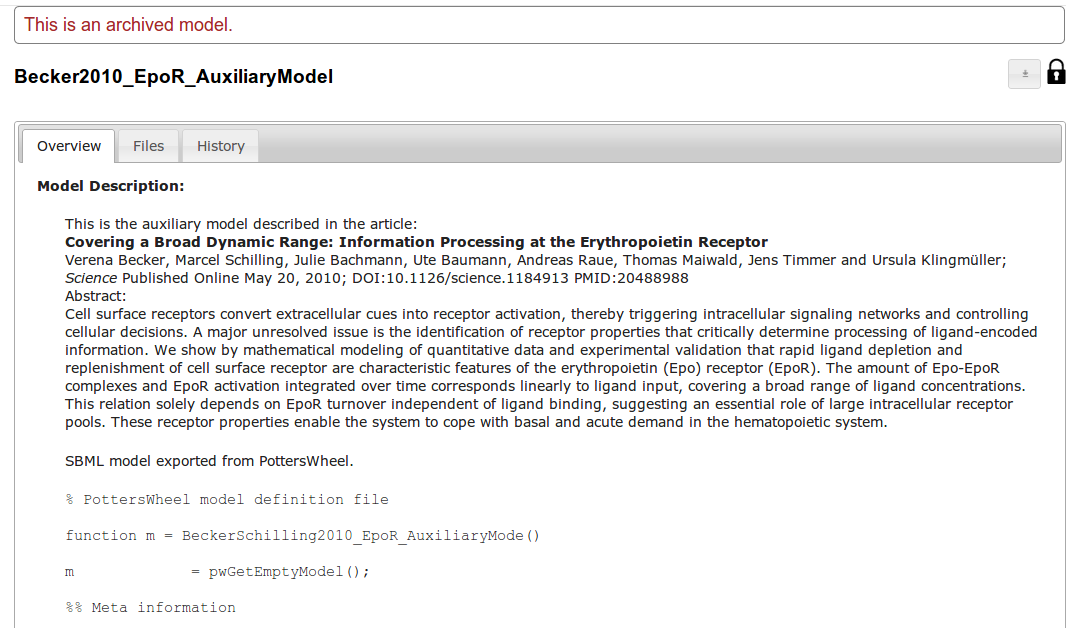 This is an archived model.
Becker2010_EpoR_AuxiliaryModel
Overview Files History
Model Description:
This is the auxiliary model described in the article:
Covering a Broad Dynamic Range: Information Processing at the Erythropoietin Receptor
Verena Becker, Marcel Schilling, Julie Bachmann, Ute Baumann, Andreas Raue, Thomas Maiwald, Jens Timmer and Ursula Klingmüller;
Science Published Online May 20, 2010; DOI:10.1126/science.1184913 PMID:20488988
Abstract:
Cell surface receptors convert extracellular cues into receptor activation, thereby triggering intracellular signaling networks and controlling
cellular decisions. A major unresolved issue is the identification of receptor properties that critically determine processing of ligand-encoded
information. We show by mathematical modeling of quantitative data and experimental validation that rapid ligand depletion and
replenishment of cell surface receptor are characteristic features of the erythropoietin (Epo) receptor (EpoR). The amount of Epo-EpoR
complexes and EpoR activation integrated over time corresponds linearly to ligand input, covering a broad range of ligand concentrations.
This relation solely depends on EpoR turnover independent of ligand binding, suggesting an essential role of large intracellular receptor
pools. These receptor properties enable the system to cope with basal and acute demand in the hematopoietic system.
SBML model exported from PottersWheel.
% PottersWheel model definition file
function m = BeckerSchilling2010_EpoR_AuxiliaryMode()
m = pwGetEmptyModel();
%% Meta information